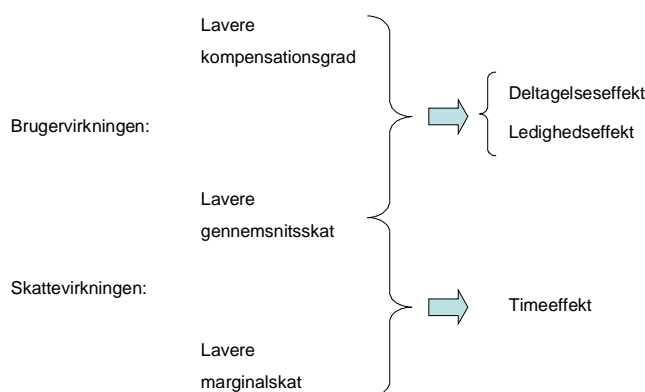 Lavere
kompensationsgrad
Deltagelseseffekt
Brugervirkningen:
Ledighedseffekt
Lavere
gennemsnitsskat
Skattevirkningen:
Timeeffekt
Lavere
marginalskat